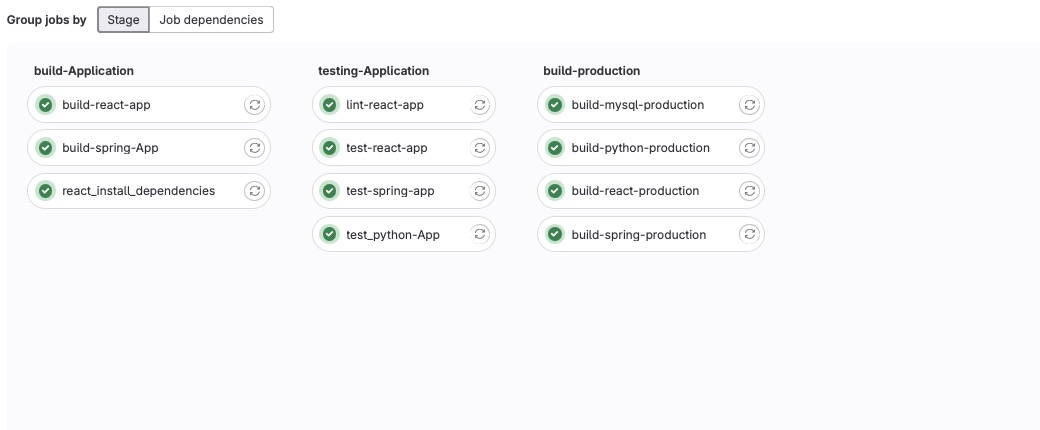 Group jobs by Stage Job dependencies
build-Application
build-react-app
build-spring-App
react_install_dependencies
testing-Application
lint-react-app
test-react-app
test-spring-app
test_python-App
build-production
build-mysql-production
build-python-production
build-react-production
build-spring-production